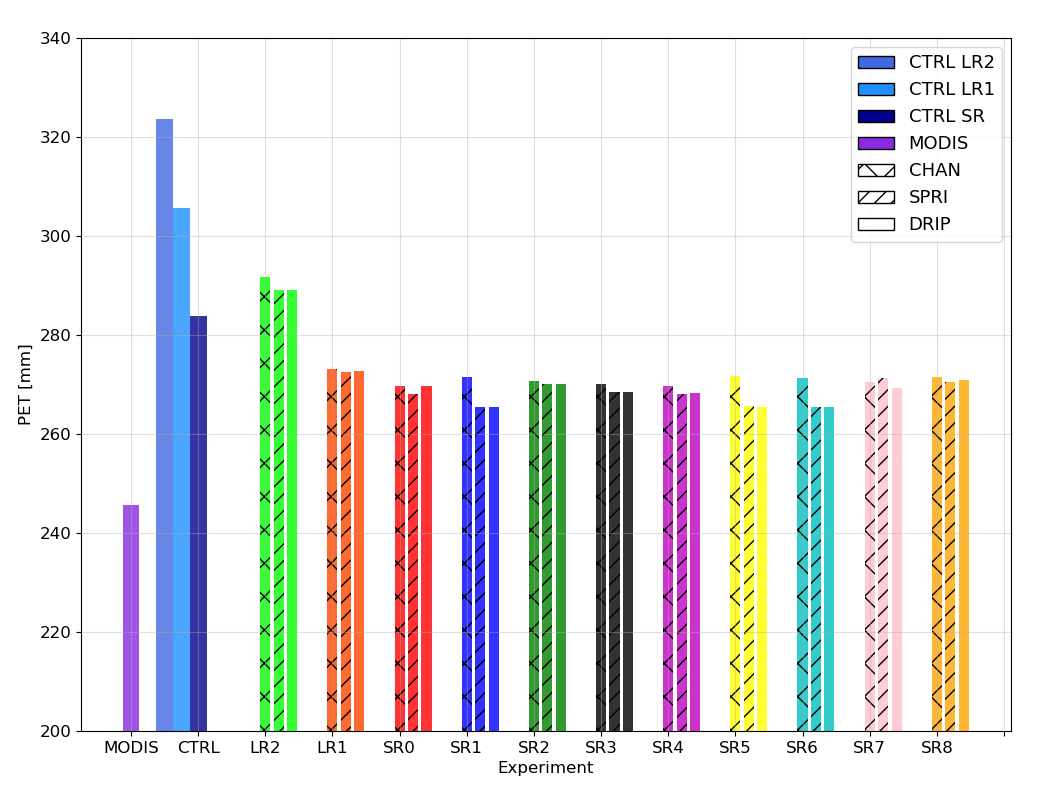 340
320
300
280
260
240
220
200
PET [mm]
CTRL LR2
CTRL LR1
CTRL SR
MODIS
CHAN
SPRI
DRIP
MODIS CTRL LR2 LR1 SR0 SR1 SR2 SR3 SR4 SR5 SR6 SR7 SR8
Experiment